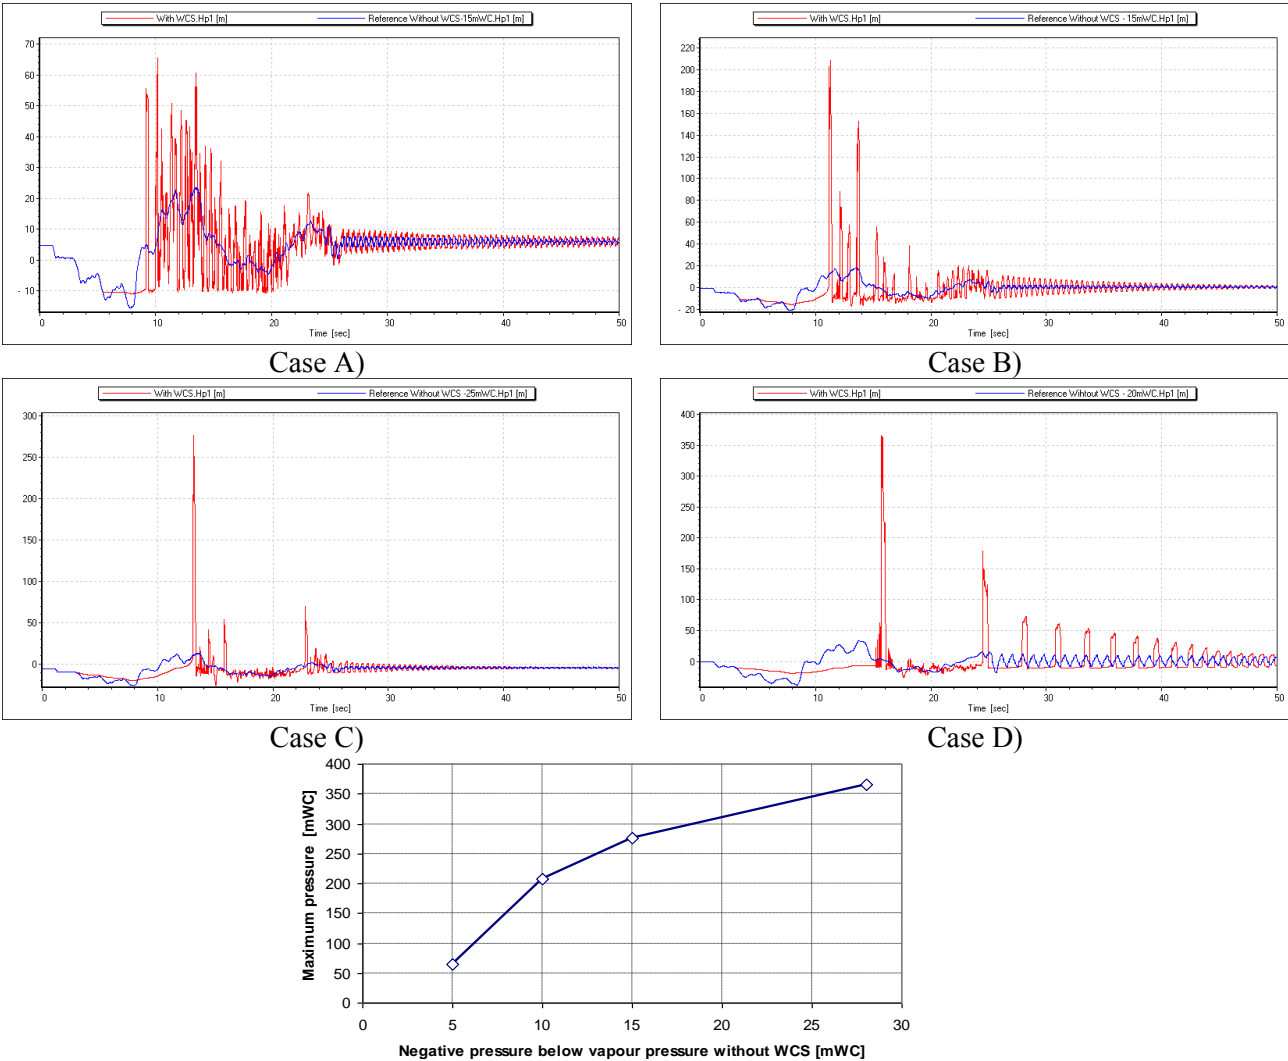 With WCS.Hp1 [m] Reference Without WCS-15mWC.Hp1 [m]
70
60
50
40
30
20
10
0
- 10
0 10 20 30 40 50
Time [sec]
Case A)
With WCS.Hp1 [m] Reference Without WCS - 15mWC.Hp1 [m]
220
200
180
160
140
120
100
80
60
40
20
0
- 20
0 10 20 30 40 50
Time [sec]
Case B)
With WCS.Hp1 [m] Reference Without WCS -25mWC.Hp1 [m]
300
250
200
150
100
50
0
0 10 20 30 40 50
Time [sec]
Case C)
With WCS.Hp1 [m] Reference Wihtout WCS - 20mWC.Hp1 [m]
400
350
300
250
200
150
100
50
0
0 10 20 30 40 50
Time [sec]
Case D)
Maximum pressure [mWC]
400
350
300
250
200
150
100
50
0
0 5 10 15 20 25 30
Negative pressure below vapour pressure without WCS [mWC]